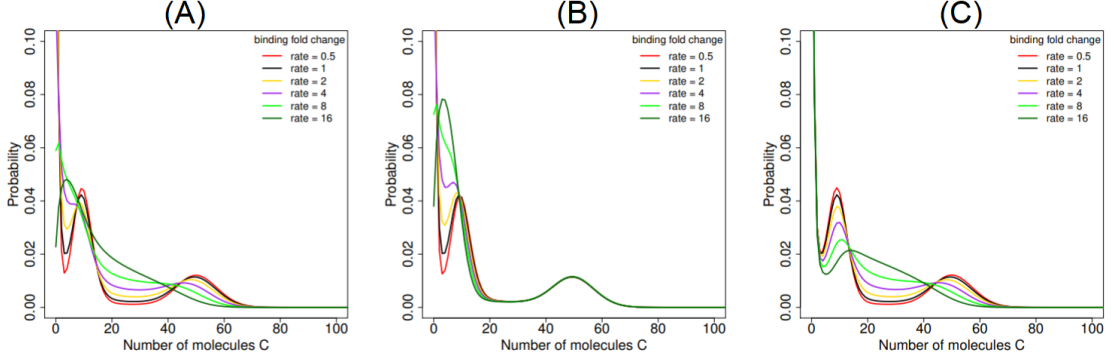 (A)
0.10
0.08
0.06
0.04
0.02
0.00
Probability
binding fold change
rate = 0.5
rate = 1
rate = 2
rate = 4
rate = 8
rate = 16
0
20
40
60
80
100
Number of molecules C
(B)
0.10
0.08
0.06
0.04
0.02
0.00
Probability
binding fold change
rate = 0.5
rate = 1
rate = 2
rate = 4
rate = 8
rate = 16
0
20
40
60
80
100
Number of molecules C
(C)
0.10
0.08
0.06
0.04
0.02
0.00
Probability
binding fold change
rate = 0.5
rate = 1
rate = 2
rate = 4
rate = 8
rate = 16
0
20
40
60
80
100
Number of molecules C